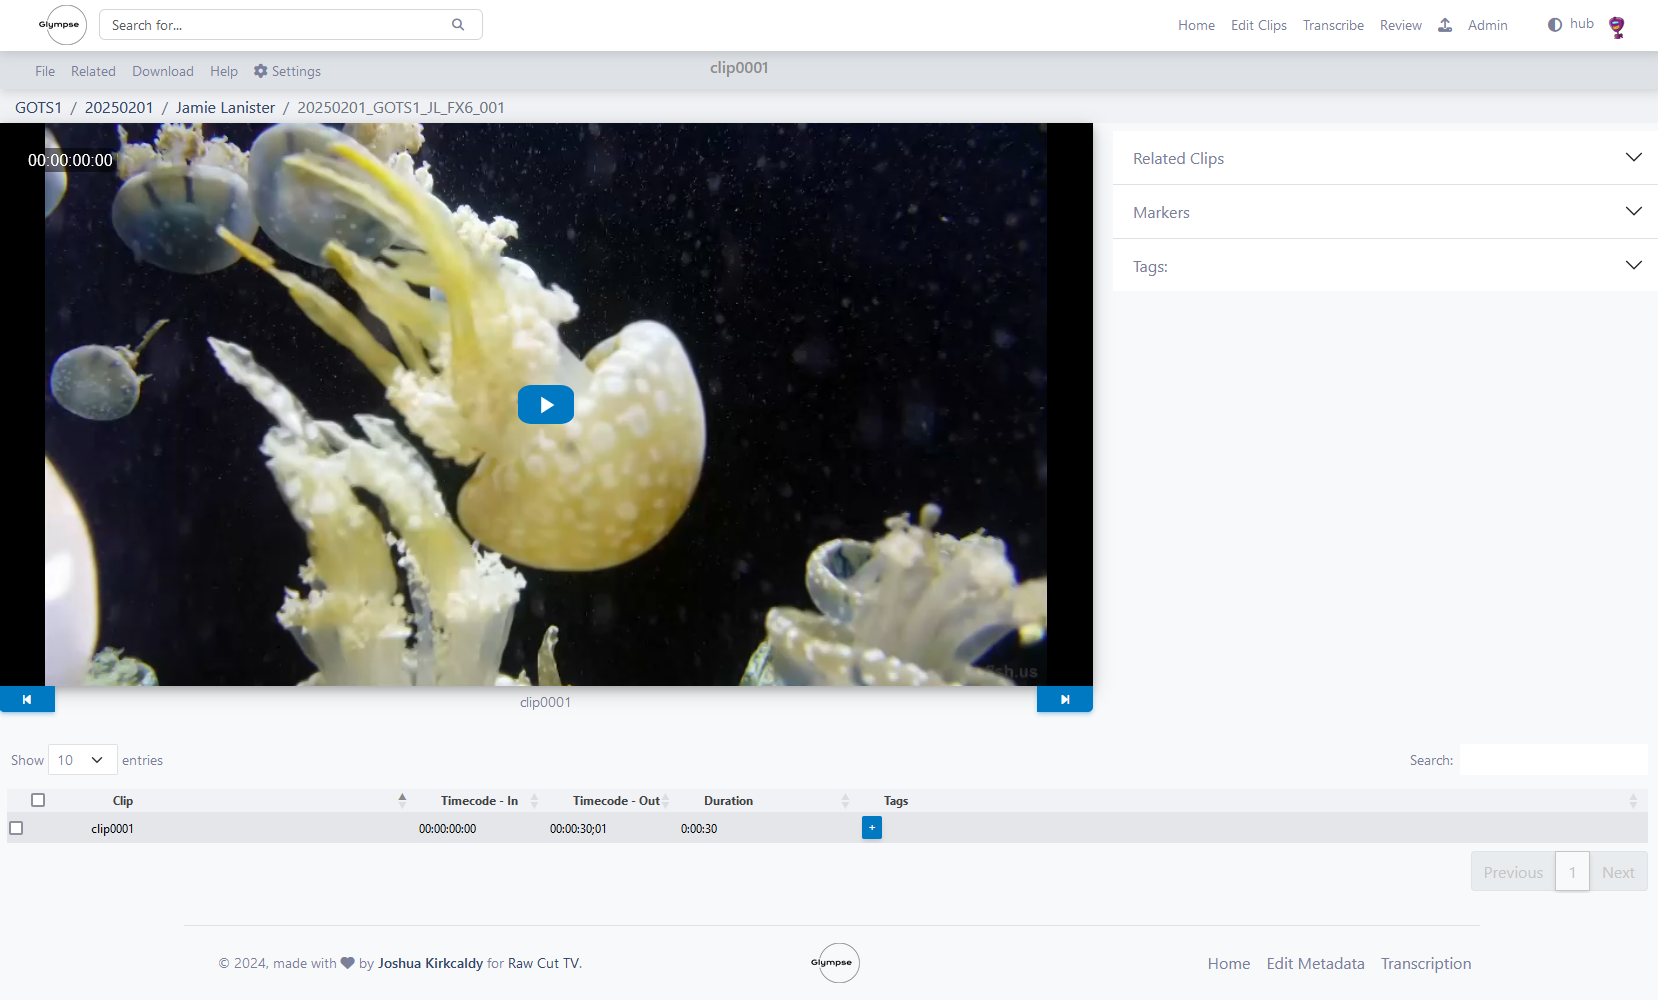 Glympse
Search for...
Home Edit Clips Transcribe Review Admin hub
File Related Download Help Settings
clip0001
GOTS1 / 20250201 / Jamie Lanister / 20250201_GOTS1_JL_FX6_001
00:00:00:00
Related Clips
Markers
Tags:
clip0001
Show 10 entries
Search:
Clip Timecode - In Timecode - Out Duration Tags
clip0001 00:00:00:00 00:00:30;01 0:00:30 +
Previous 1 Next
© 2024, made with by Joshua Kirkcaldy for Raw Cut TV.
Glympse
Home Edit Metadata Transcription